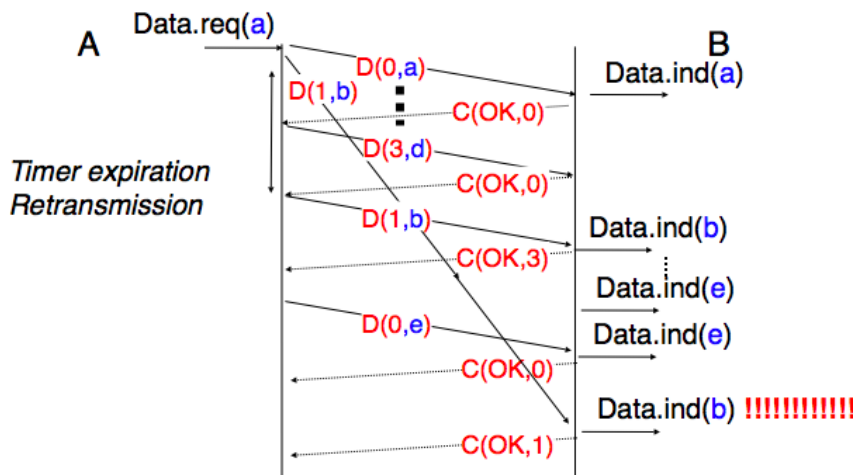 Data.req(a)
A
B
D(0,a)
Data.ind(a)
D(1,b)
C(OK,0)
D(3,d)
Timer expiration
Retransmission
C(OK,0)
D(1,b)
Data.ind(b)
C(OK,3)
Data.ind(e)
D(0,e)
Data.ind(e)
C(OK,0)
Data.ind(b) !!!!!!!!!!!!!
C(OK,1)